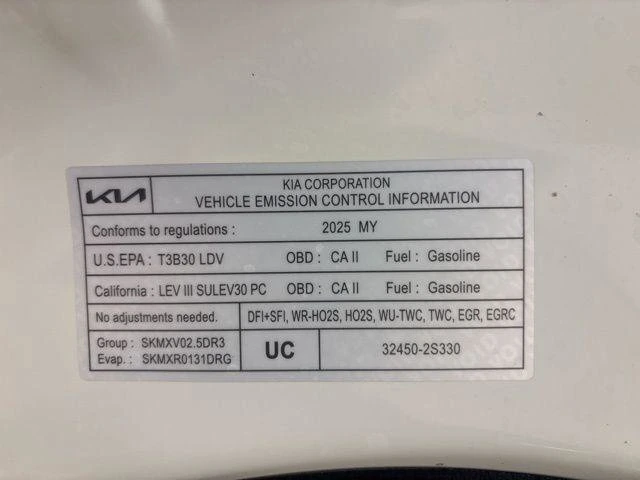 KIA
KIA CORPORATION
VEHICLE EMISSION CONTROL INFORMATION
Conforms to regulations : 2025 MY
U.S.EPA : T3B30 LDV OBD : CA II Fuel : Gasoline
California : LEV III SULEV30 PC OBD : CA II Fuel : Gasoline
No adjustments needed. DFI+SFI, WR-HO2S, HO2S, WU-TWC, TWC, EGR, EGRC
Group : SKMXV02.5DR3
Evap. : SKMXR0131DRG
UC
32450-2S330